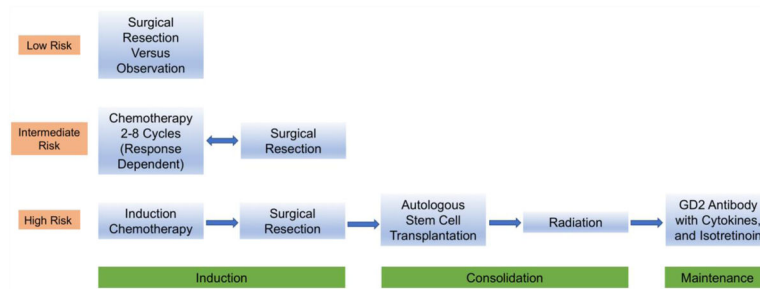 Low Risk
Surgical
Resection
Versus
Observation
Intermediate
Risk
Chemotherapy
2-8 Cycles
(Response
Dependent)
Surgical
Resection
High Risk
Induction
Chemotherapy
Surgical
Resection
Autologous
Stem Cell
Transplantation
Radiation
GD2 Antibody
with Cytokines,
and Isotretinoin
Induction
Consolidation
Maintenance